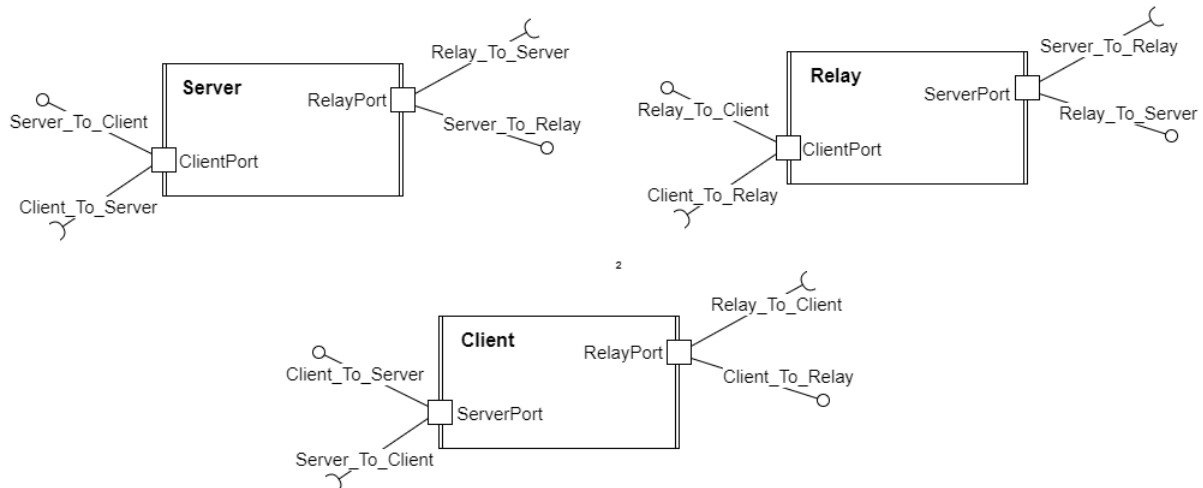 Server
RelayPort
ClientPort
Relay_To_Server
Server_To_Relay
Server_To_Client
Client_To_Server
Relay
ServerPort
ClientPort
Server_To_Relay
Relay_To_Server
Relay_To_Client
Client_To_Relay
2
Client
RelayPort
ServerPort
Relay_To_Client
Client_To_Relay
Client_To_Server
Server_To_Client